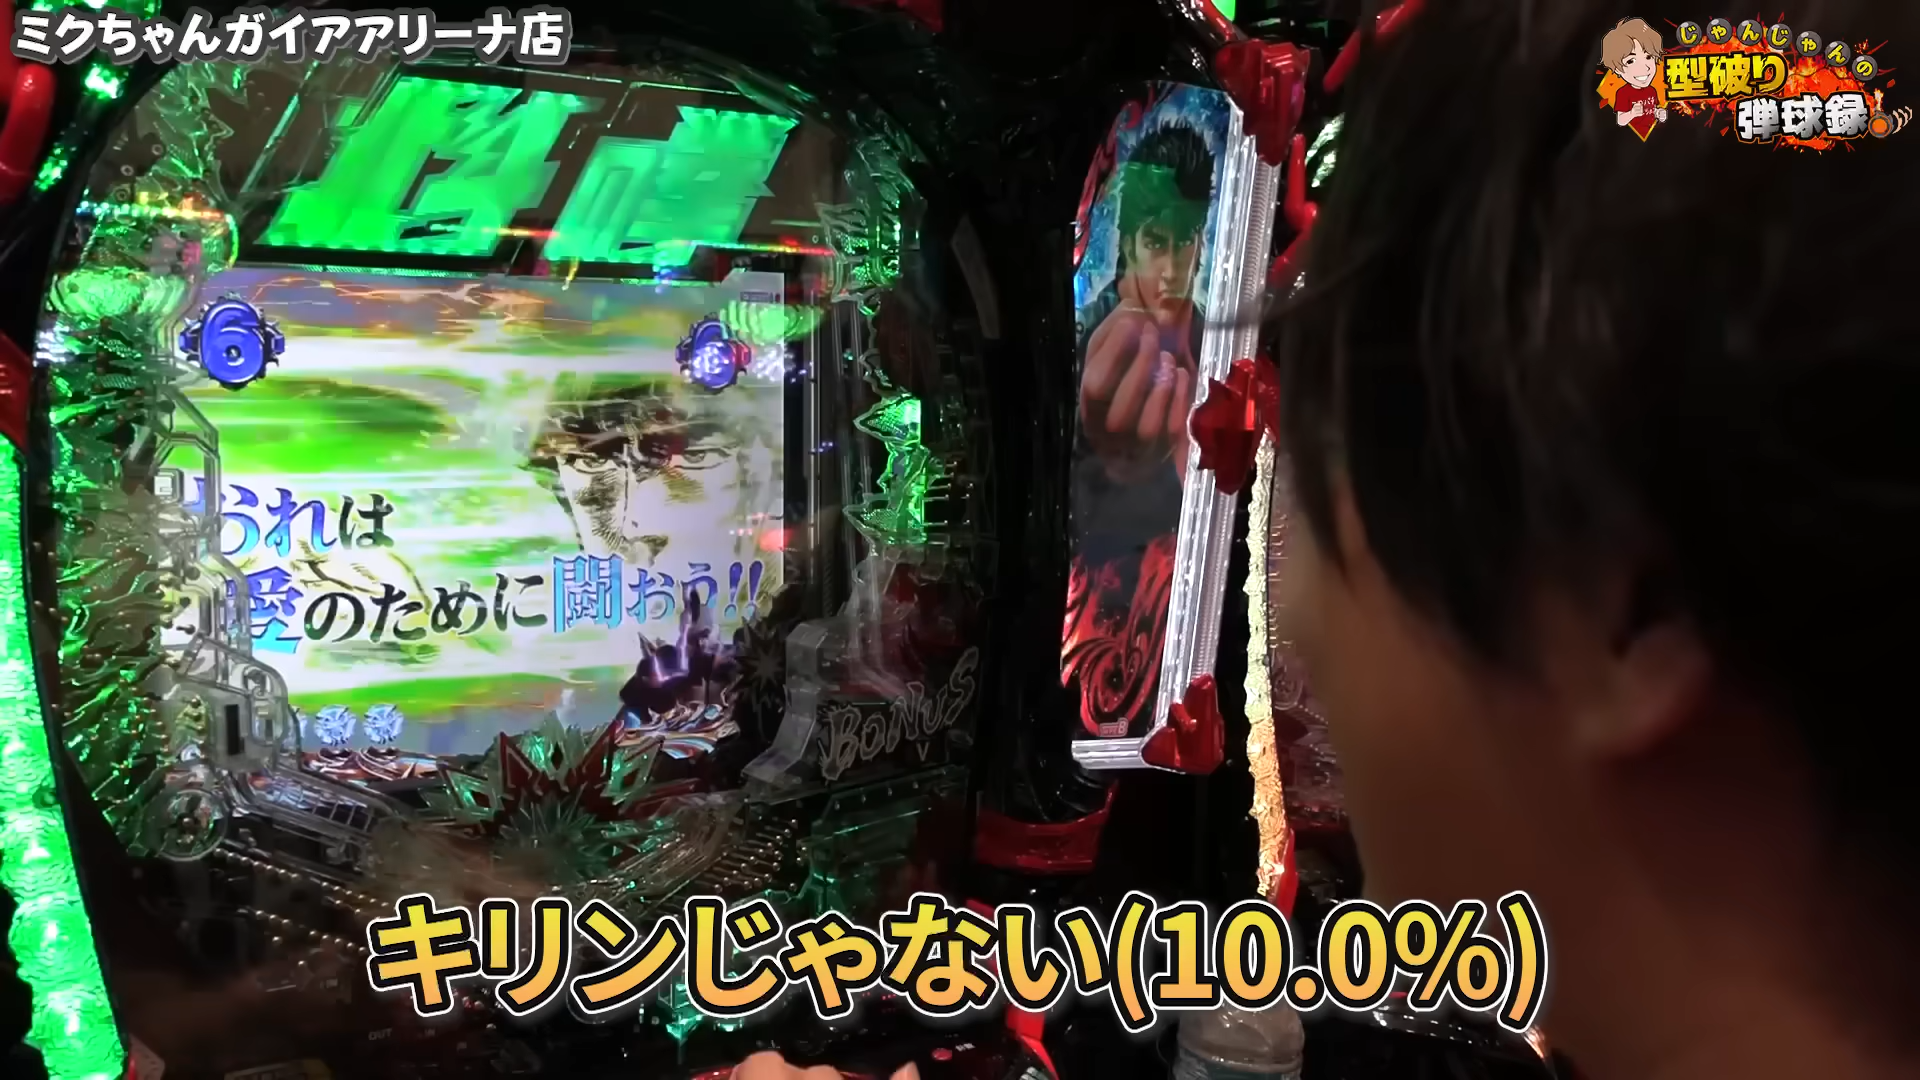 ミクちゃんガイアアリーナ店
じゃんじゃんの
型破り
弾球録
6
6
おれは
愛のために闘おう!!
BONUS
キリンじゃない(10.0%)